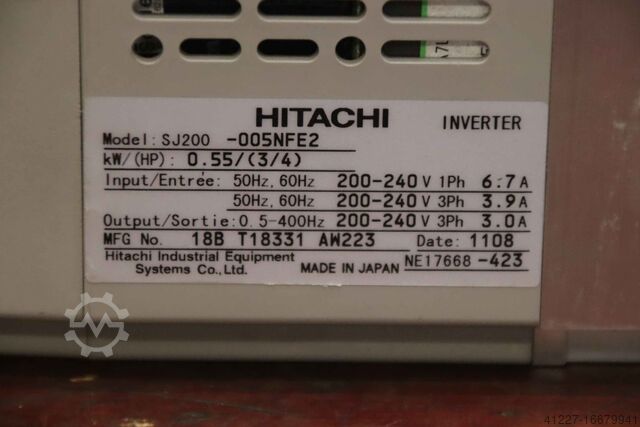 HITACHI INVERTER
Model: SJ200 -005NFE2
kW/(HP): 0.55/(3/4)
Input/Entrée: 50Hz, 60Hz 200-240 V 1Ph 6.7 A
50Hz, 60Hz 200-240 V 3Ph 3.9 A
Output/Sortie: 0.5-400Hz 200-240 V 3Ph 3.0 A
MFG No. 18B T18331 AW223 Date: 1108
Hitachi Industrial Equipment
Systems Co., Ltd. MADE IN JAPAN NE17668 -423
41227-16679941